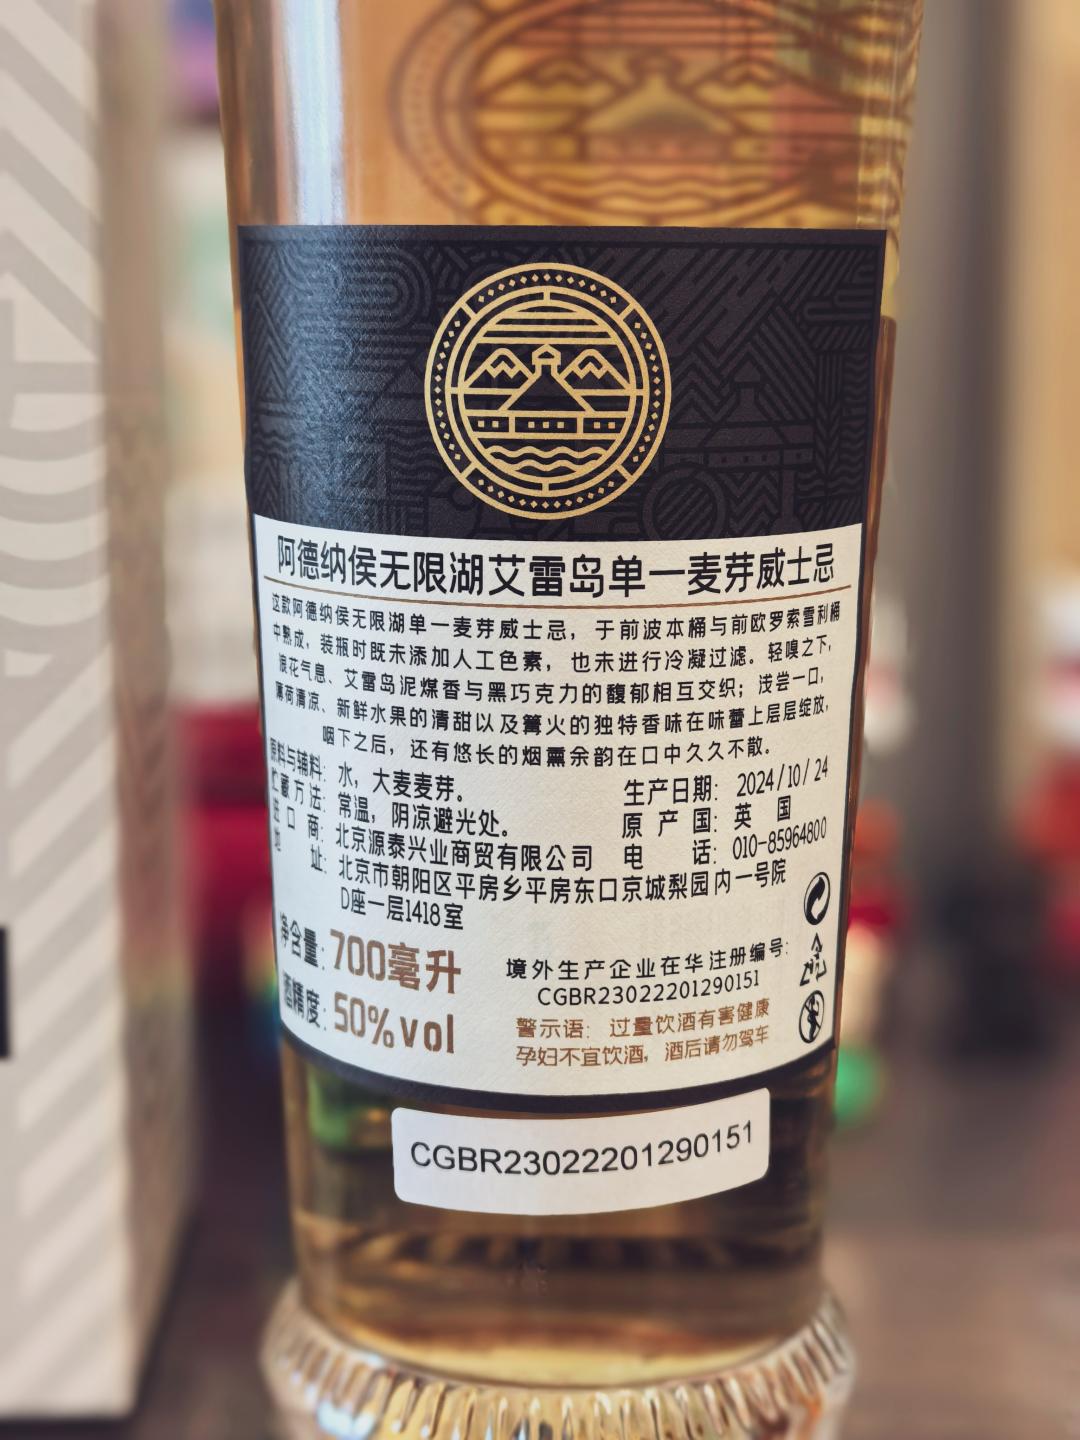 阿德纳侯无限湖艾雷岛单一麦芽威士忌
这款阿德纳侯无限湖单一麦芽威士忌，于前波本桶与前欧罗索雪利桶
中熟成，装瓶时既未添加人工色素，也未进行冷凝过滤。轻嗅之下，
浪花气息、艾雷岛泥煤香与黑巧克力的馥郁相互交织；浅尝一口，
薄荷清凉、新鲜水果的清甜以及篝火的独特香味在味蕾上层层绽放，
咽下之后，还有悠长的烟熏余韵在口中久久不散。
原料与辅料：水，大麦麦芽。 生产日期：2024/10/24
贮藏方法：常温，阴凉避光处。 原产国：英国
进口商：北京源泰兴业商贸有限公司 电话：010-85964800
地址：北京市朝阳区平房乡平房东口京城梨园内一号院
D座一层1418室
净含量：700毫升
酒精度：50%vol
境外生产企业在华注册编号：
CGBR23022201290151
警示语：过量饮酒有害健康
孕妇不宜饮酒，酒后请勿驾车
CGBR23022201290151